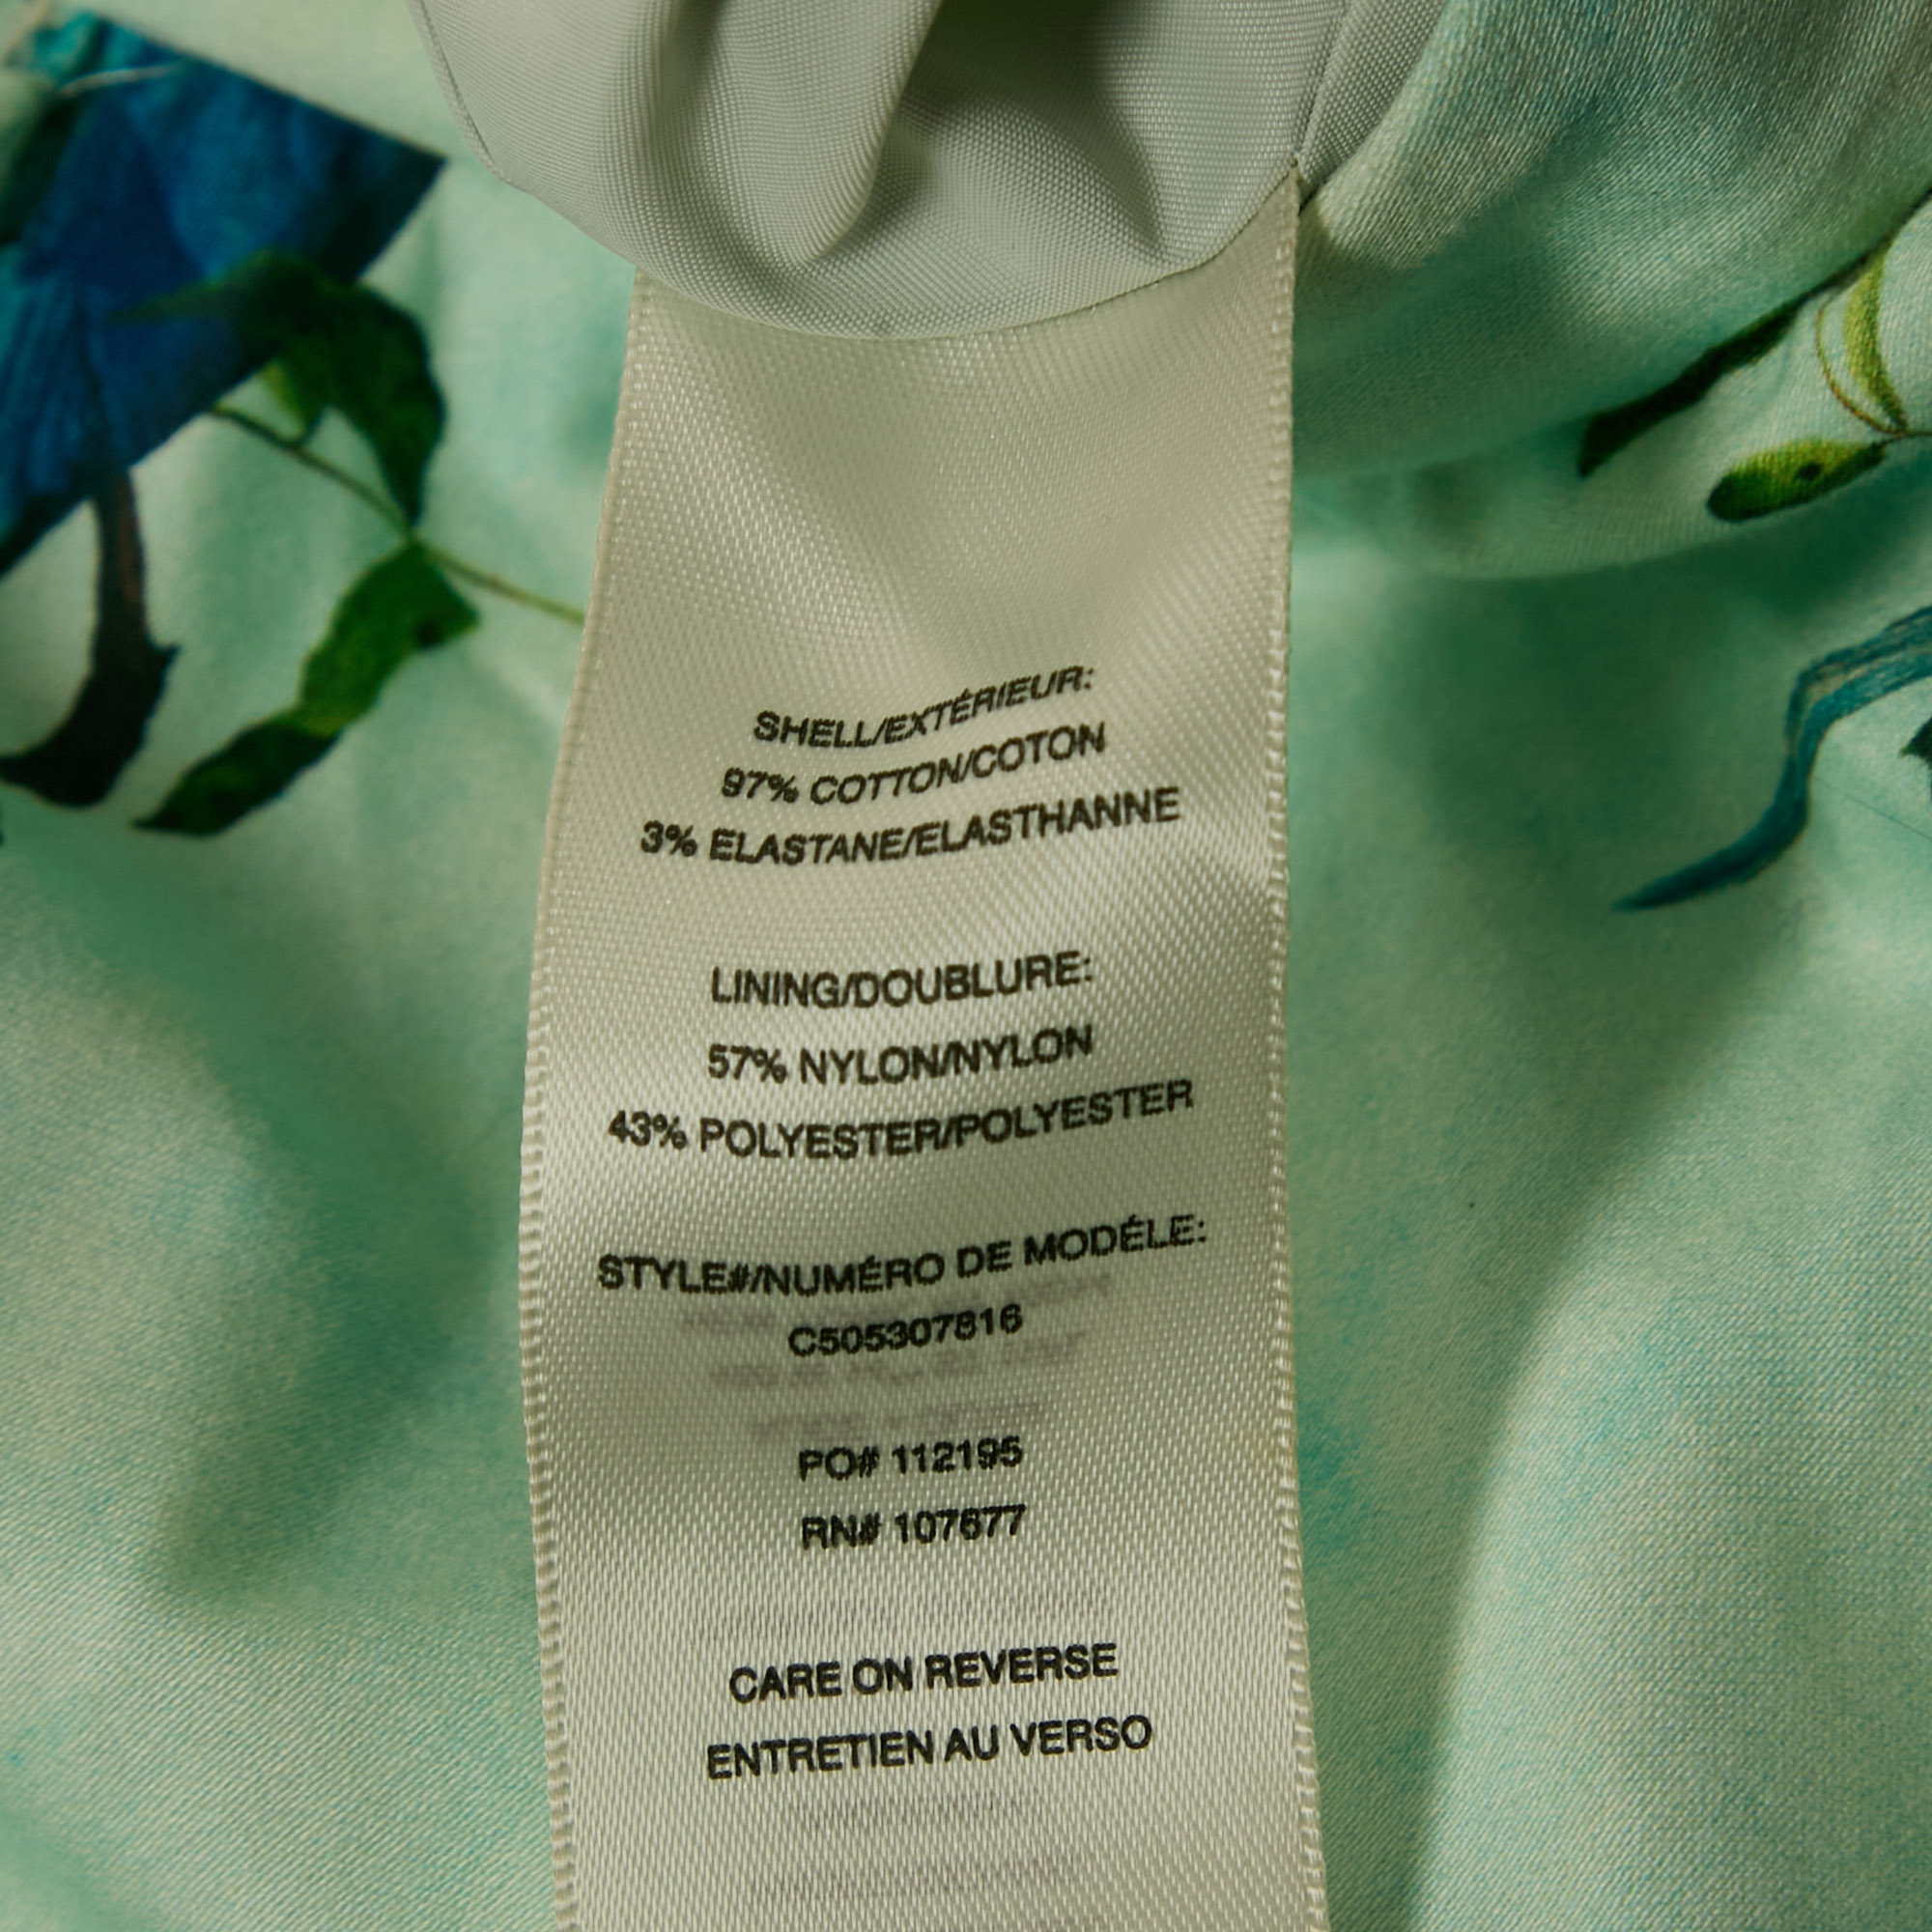 SHELL/EXTÉRIEUR:
97% COTTON/COTON
3% ELASTANE/ELASTHANNE
LINING/DOUBLURE:
57% NYLON/NYLON
43% POLYESTER/POLYESTER
STYLE#/NUMÉRO DE MODÉLE:
C505307816
PO# 112195
RN# 107677
CARE ON REVERSE
ENTRETIEN AU VERSO